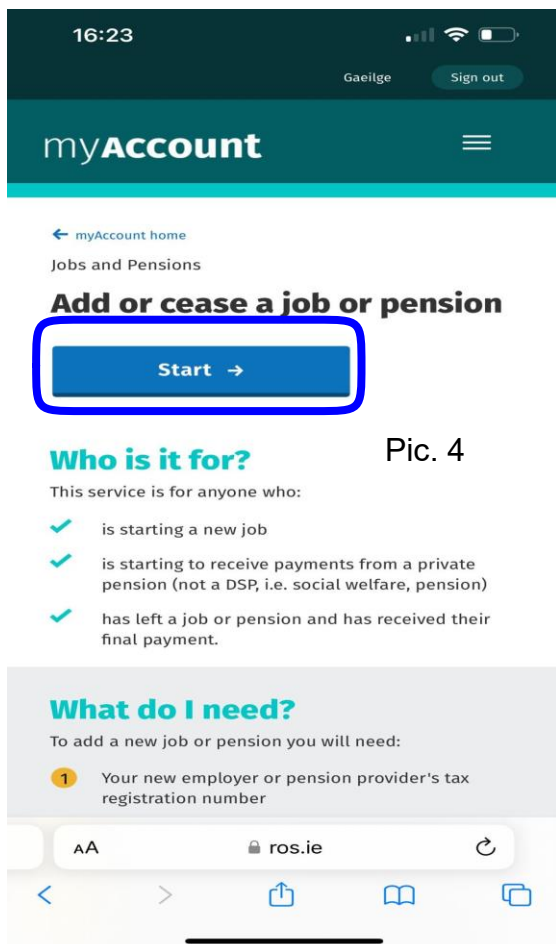 16:23
Gaeilge Sign out
myAccount
← myAccount home
Jobs and Pensions
Add or cease a job or pension
Start →
Pic. 4
Who is it for?
This service is for anyone who:
is starting a new job
is starting to receive payments from a private
pension (not a DSP, i.e. social welfare, pension)
has left a job or pension and has received their
final payment.
What do I need?
To add a new job or pension you will need:
1 Your new employer or pension provider's tax
registration number
AA ros.ie